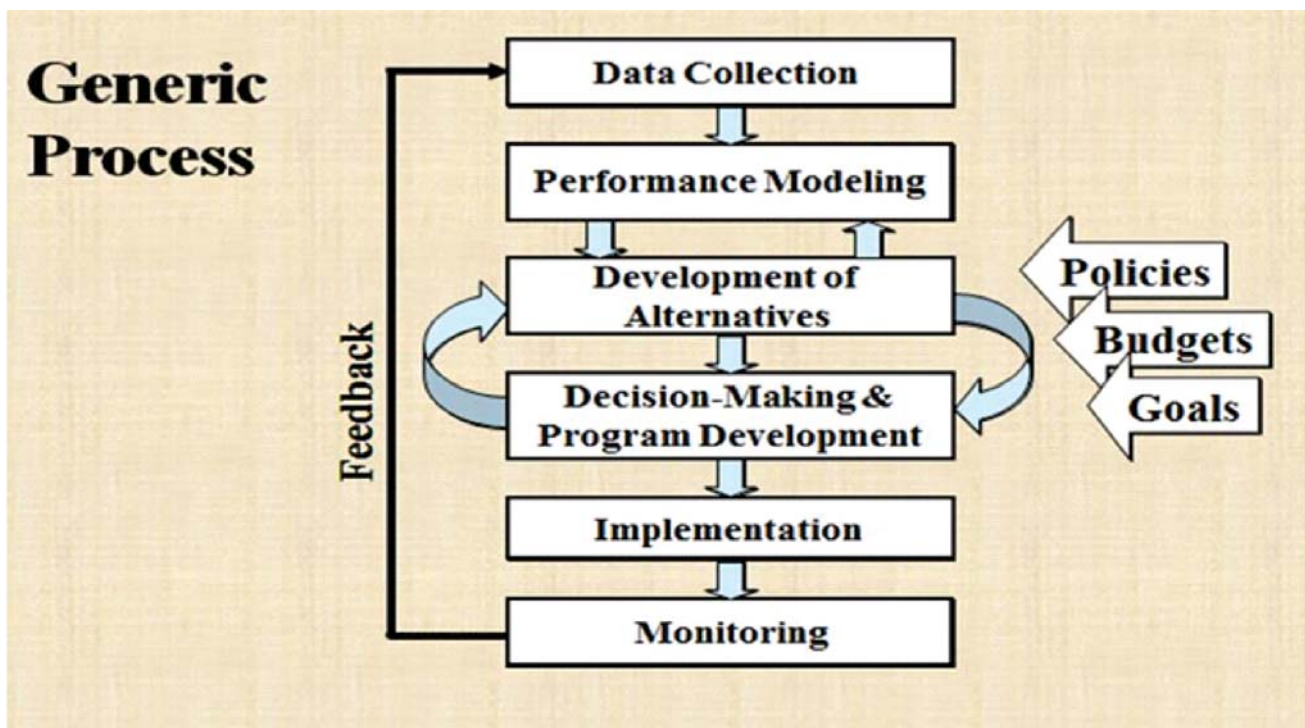 Generic
Process
Data Collection
Performance Modeling
Development of
Alternatives
Decision-Making &
Program Development
Implementation
Monitoring
Feedback
Policies
Budgets
Goals